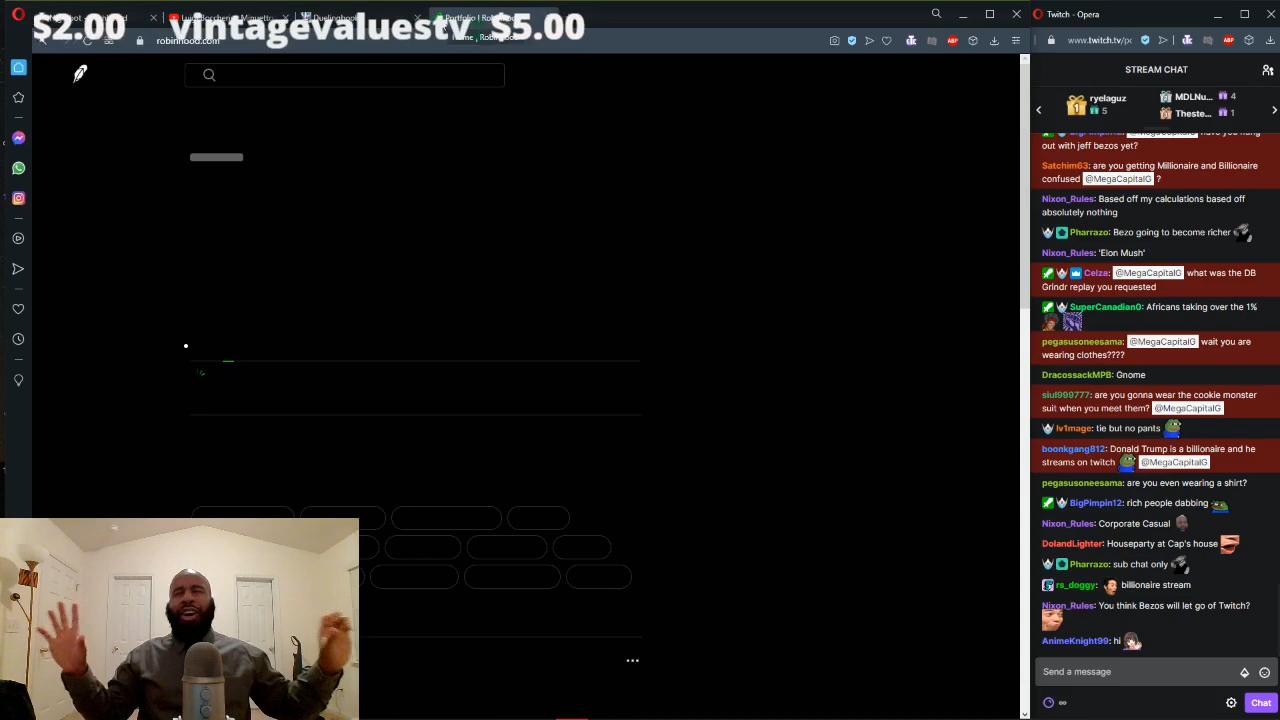 $2.00 vintagevaluestv $5.00
Portfolio | Robinhood
robinhood.com
Twitch - Opera
www.twitch.tv/pc
STREAM CHAT
ryelaguz
5
MDLNu... 4
Theste... 1
out with jeff bezos yet?
Satchim63: are you getting Millionaire and Billionaire
confused @MegaCapitalG ?
Nixon_Rules: Based off my calculations based off
absolutely nothing
Pharrazo: Bezo going to become richer
Nixon_Rules: 'Elon Mush'
Celza: @MegaCapitalG what was the DB
Grindr replay you requested
SuperCanadian0: Africans taking over the 1%
pegasusoneesama: @MegaCapitalG wait you are
wearing clothes????
DracossackMPB: Gnome
siul999777: are you gonna wear the cookie monster
suit when you meet them? @MegaCapitalG
lv1mage: tie but no pants
boonkgang812: Donald Trump is a billionaire and he
streams on twitch @MegaCapitalG
pegasusoneesama: are you even wearing a shirt?
BigPimpin12: rich people dabbing
Nixon_Rules: Corporate Casual
DolandLighter: Houseparty at Cap's house
Pharrazo: sub chat only
rs_doggy: billionaire stream
Nixon_Rules: You think Bezos will let go of Twitch?
AnimeKnight99: hi
Send a message
Chat